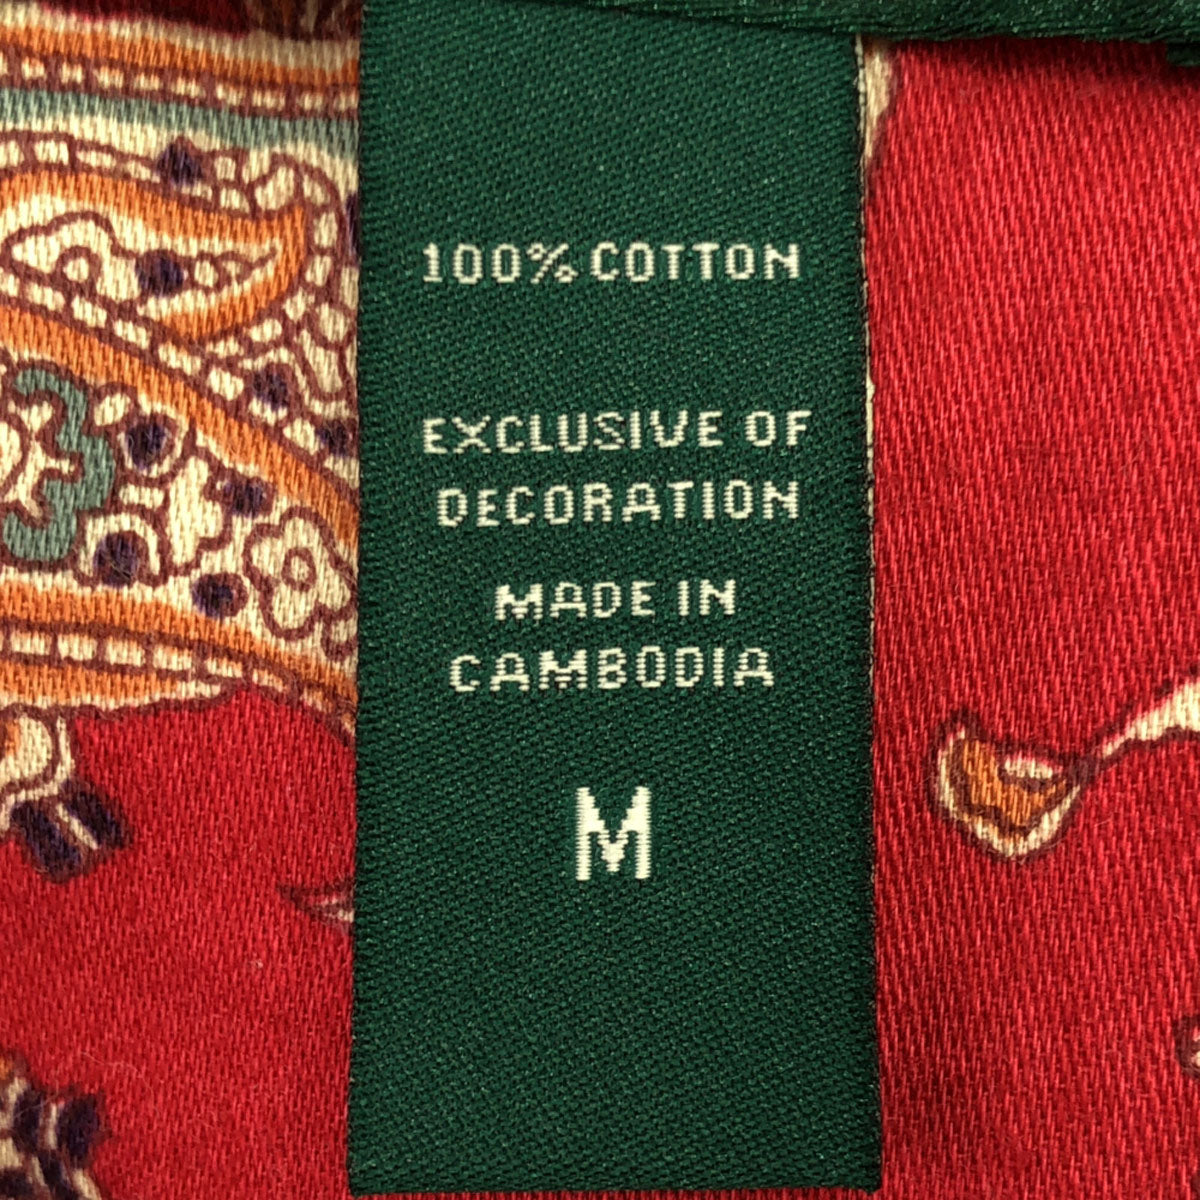 100% COTTON
EXCLUSIVE OF
DECORATION
MADE IN
CAMBODIA
M